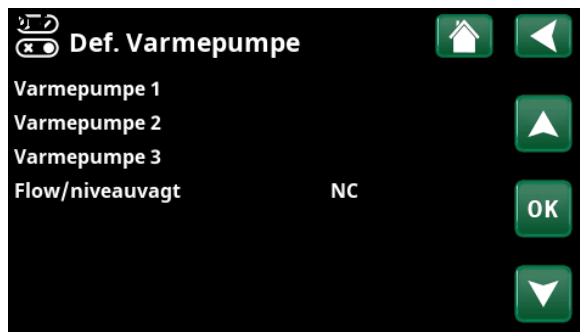 Def. Varmepumpe
Varmepumpe 1
Varmepumpe 2
Varmepumpe 3
Flow/niveauvagt NC
OK